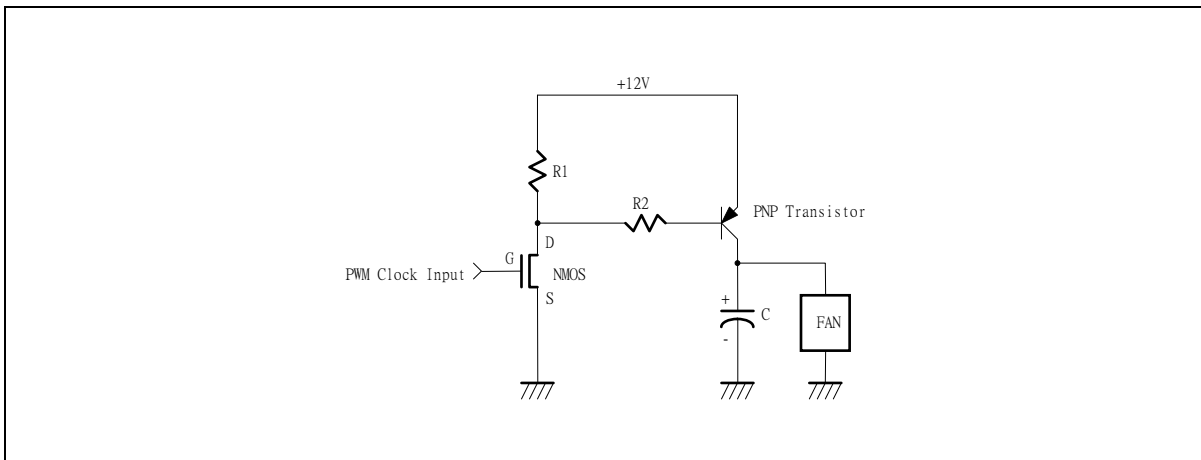 +12V
R1
R2
PNP Transistor
D
G
PWM Clock Input
NMOS
S
+
C
-
FAN